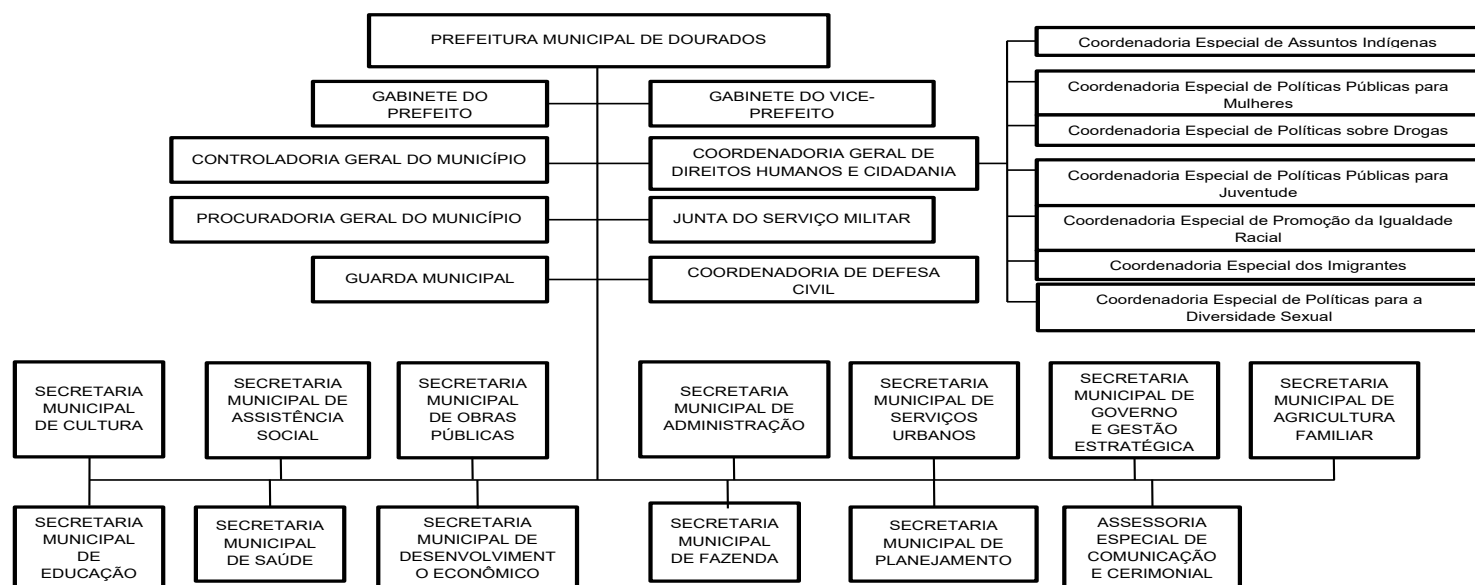 PREFEITURA MUNICIPAL DE DOURADOS
GABINETE DO
PREFEITO
GABINETE DO VICE-
PREFEITO
CONTROLADORIA GERAL DO MUNICÍPIO
COORDENADORIA GERAL DE
DIREITOS HUMANOS E CIDADANIA
PROCURADORIA GERAL DO MUNICÍPIO
JUNTA DO SERVIÇO MILITAR
GUARDA MUNICIPAL
COORDENADORIA DE DEFESA
CIVIL
Coordenadoria Especial de Assuntos Indígenas
Coordenadoria Especial de Políticas Públicas para
Mulheres
Coordenadoria Especial de Políticas sobre Drogas
Coordenadoria Especial de Políticas Públicas para
Juventude
Coordenadoria Especial de Promoção da Igualdade
Racial
Coordenadoria Especial dos Imigrantes
Coordenadoria Especial de Políticas para a
Diversidade Sexual
SECRETARIA
MUNICIPAL
DE CULTURA
SECRETARIA
MUNICIPAL DE
ASSISTÊNCIA
SOCIAL
SECRETARIA
MUNICIPAL
DE OBRAS
PÚBLICAS
SECRETARIA
MUNICIPAL DE
ADMINISTRAÇÃO
SECRETARIA
MUNICIPAL DE
SERVIÇOS
URBANOS
SECRETARIA
MUNICIPAL DE
GOVERNO
E GESTÃO
ESTRATÉGICA
SECRETARIA
MUNICIPAL DE
AGRICULTURA
FAMILIAR
SECRETARIA
MUNICIPAL
DE
EDUCAÇÃO
SECRETARIA
MUNICIPAL
DE SAÚDE
SECRETARIA
MUNICIPAL DE
DESENVOLVIMENT
O ECONÔMICO
SECRETARIA
MUNICIPAL
DE FAZENDA
SECRETARIA
MUNICIPAL DE
PLANEJAMENTO
ASSESSORIA
ESPECIAL DE
COMUNICAÇÃO
E CERIMONIAL